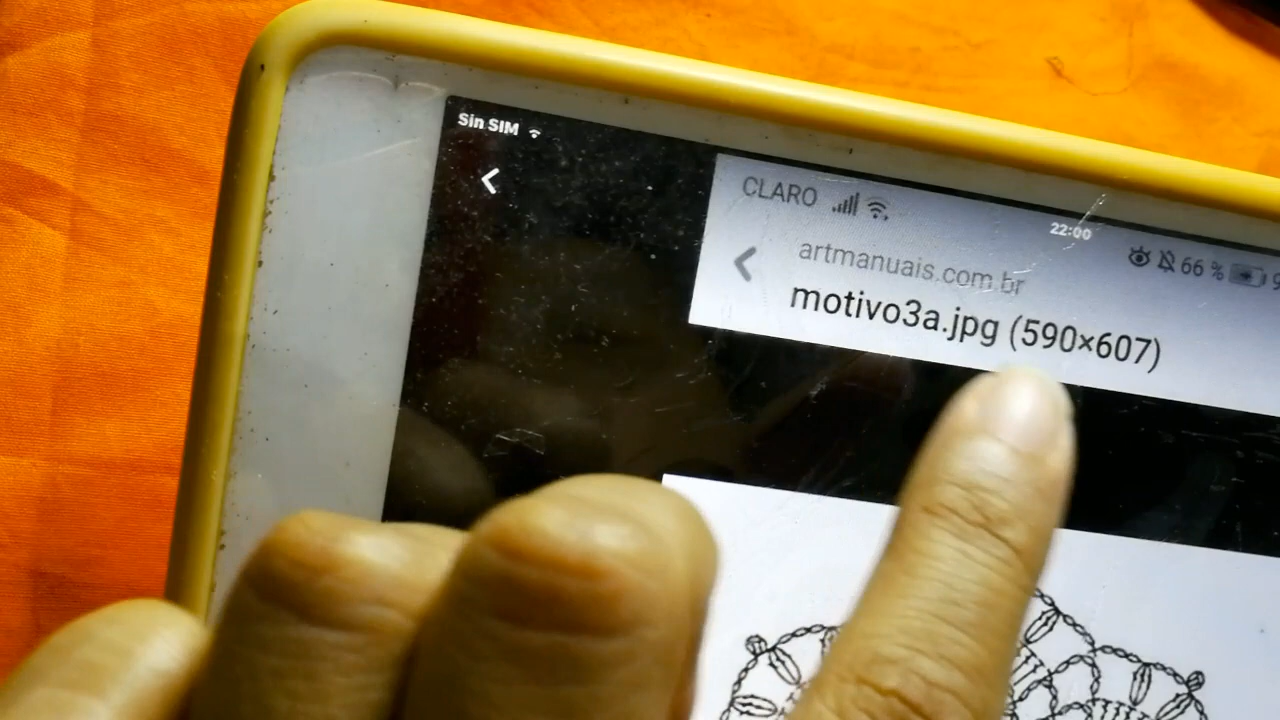 Sin SIM
CLARO
22:00
66 %
artmanuais.com.br
motivo3a.jpg (590×607)